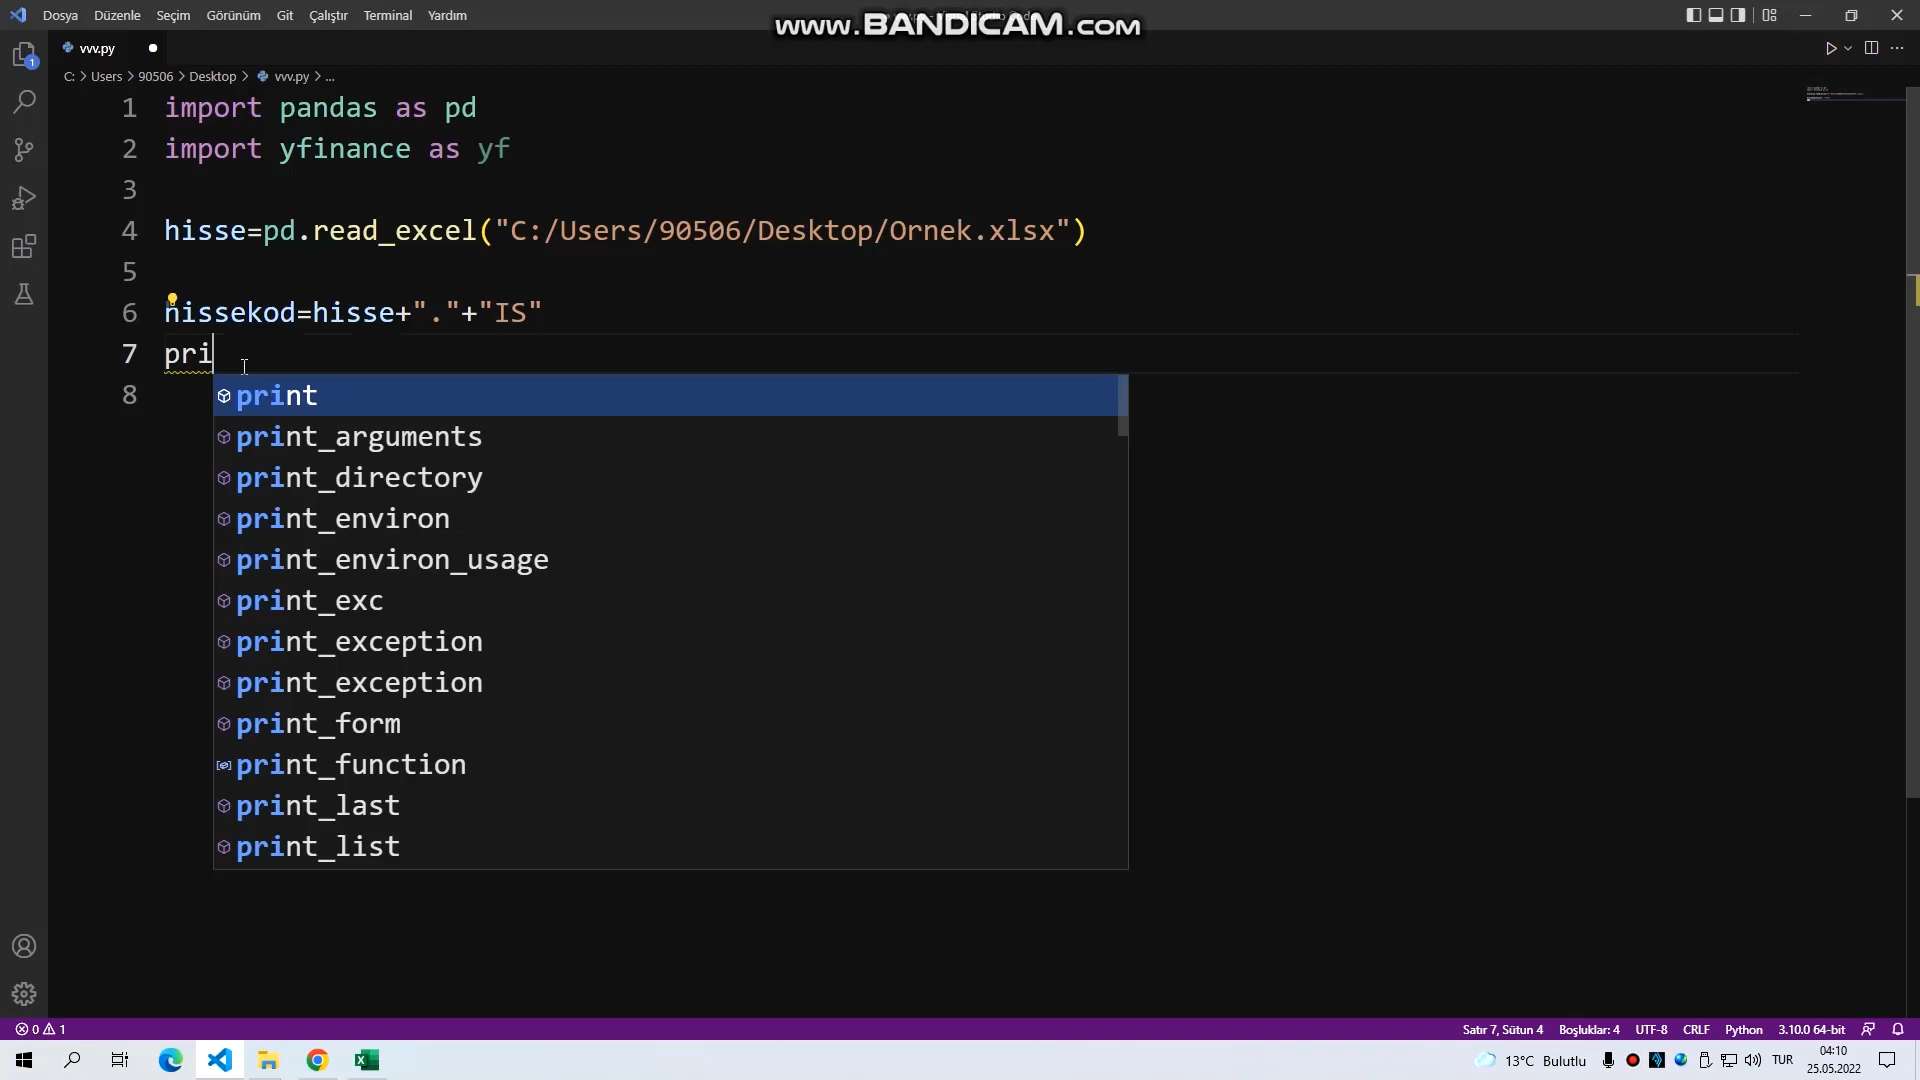 Dosya Düzenle Seçim Görünüm Git Çalıştır Terminal Yardım
www.BANDICAM.com
vvv.py
C: > Users > 90506 > Desktop > vvv.py > ...
1 import pandas as pd
2 import yfinance as yf
3
4 hisse=pd.read_excel("C:/Users/90506/Desktop/Ornek.xlsx")
5
6 hissekod=hisse+"."+"IS"
7 pri
8
print
print_arguments
print_directory
print_environ
print_environ_usage
print_exc
print_exception
print_exception
print_form
print_function
print_last
print_list
1
0 1
Satır 7, Sütun 4 Boşluklar: 4 UTF-8 CRLF Python 3.10.0 64-bit
13°C Bulutlu TUR 04:10
25.05.2022